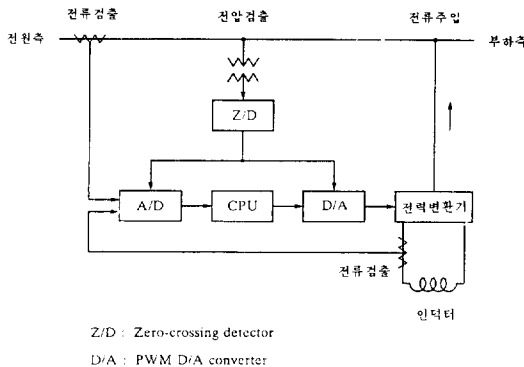 전류검출 전압검출 전류주입
전원측 부하측
Z/D
A/D CPU D/A 전력변환기
전류검출
인덕터
Z/D : Zero-crossing detector
D/A : PWM D/A converter